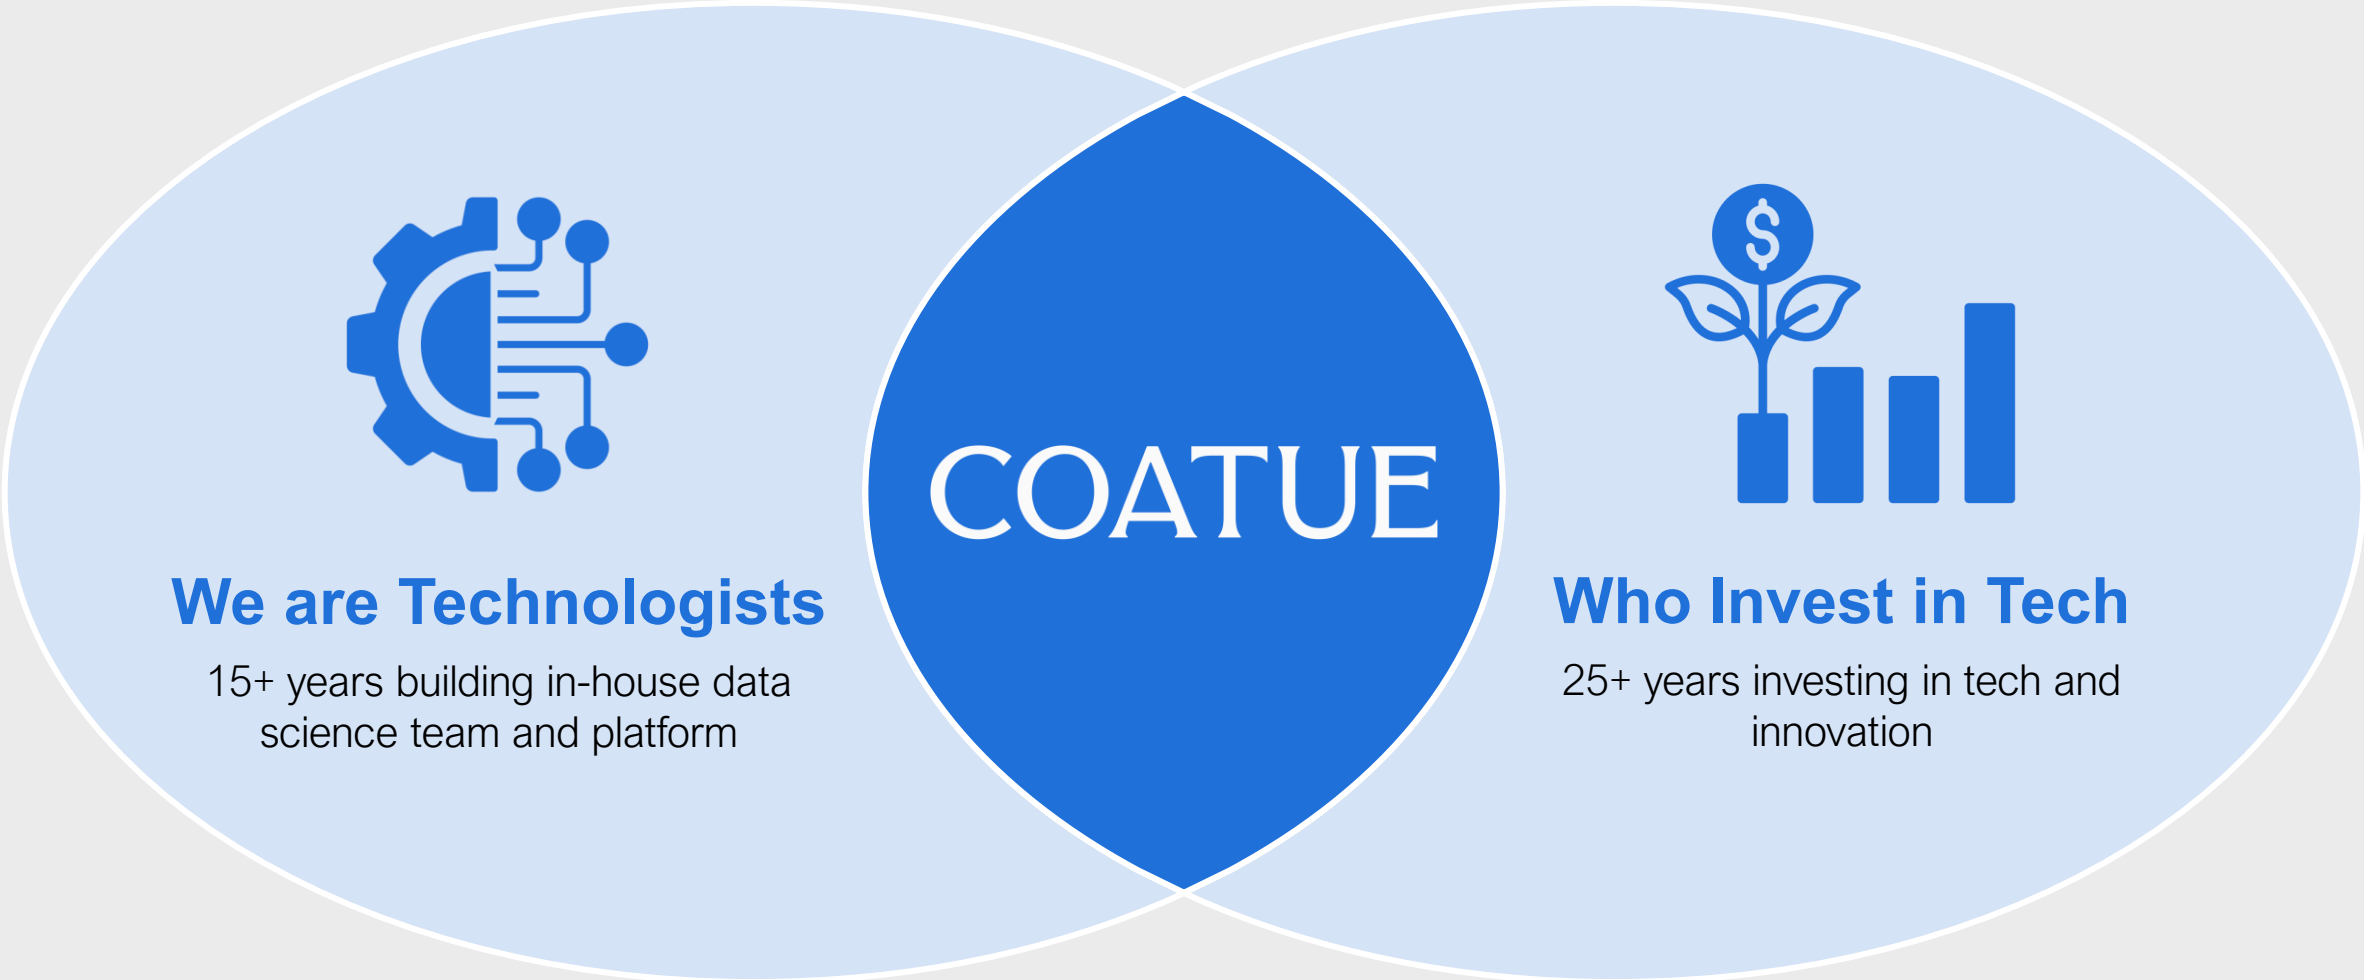 We are Technologists
15+ years building in-house data
science team and platform
COATUE
$
Who Invest in Tech
25+ years investing in tech and
innovation